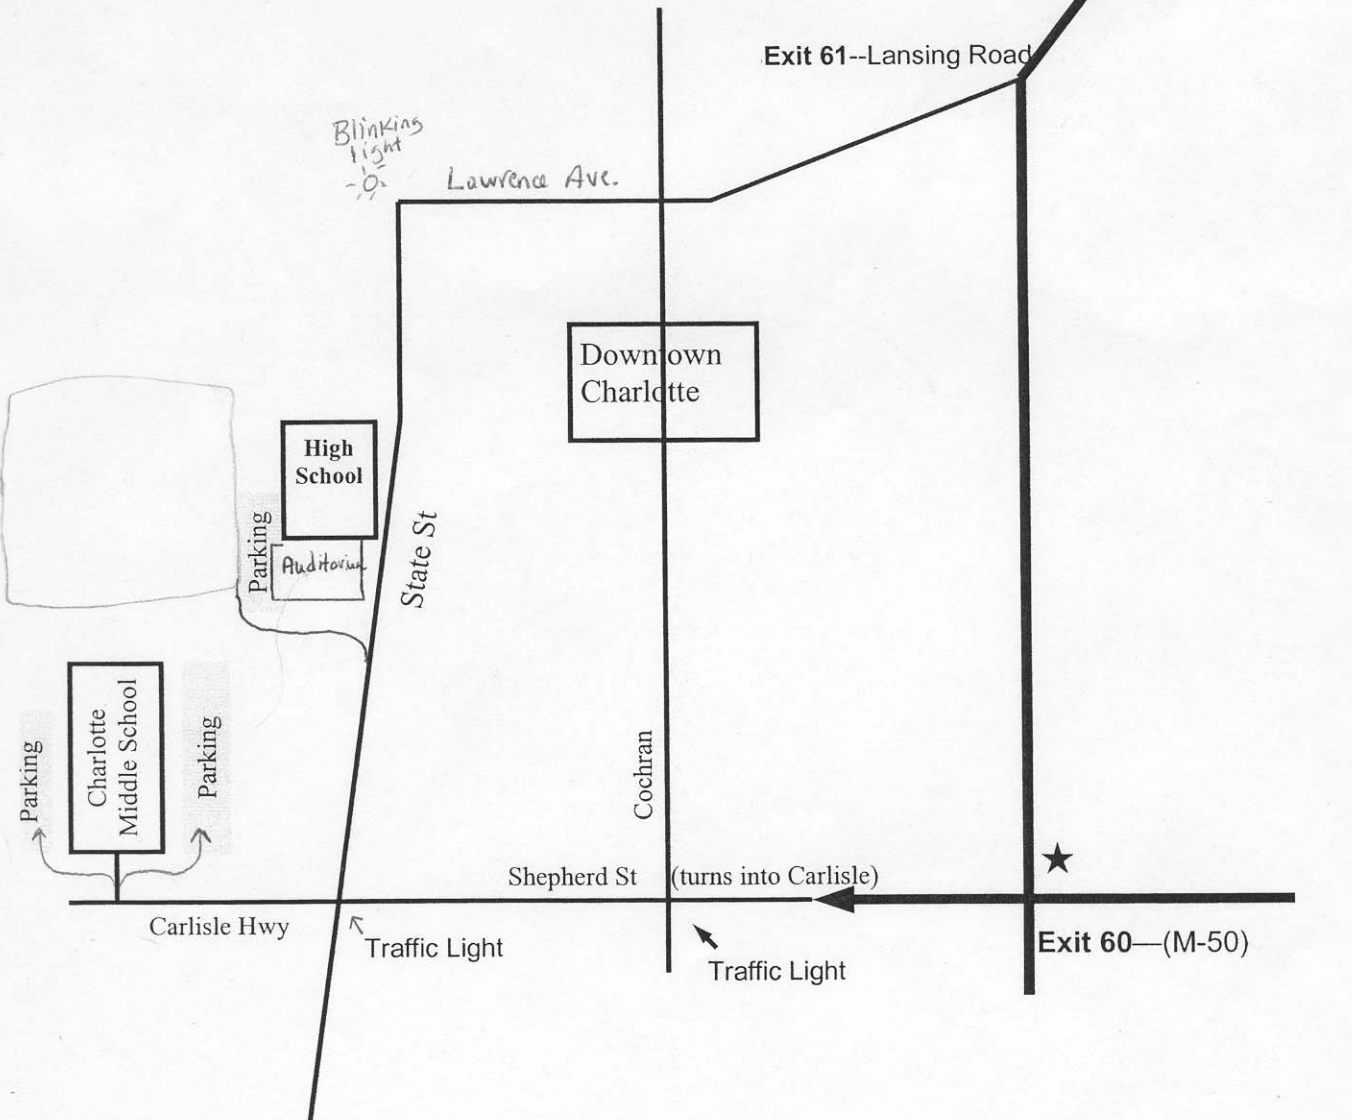 Exit 61--Lansing Road
Blinking
light
Lawrence Ave.
Downtown
Charlotte
High
School
Parking
Auditorium
State St
Charlotte
Middle School
Parking
Parking
Cochran
Shepherd St (turns into Carlisle)
Carlisle Hwy
Traffic Light
Traffic Light
Exit 60—(M-50)